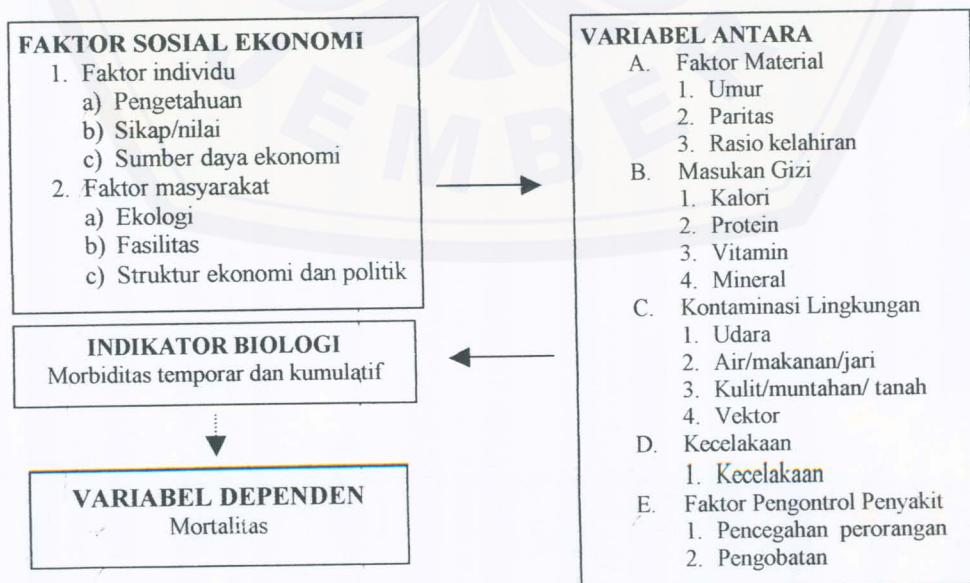 FAKTOR SOSIAL EKONOMI
1. Faktor individu
a) Pengetahuan
b) Sikap/nilai
c) Sumber daya ekonomi
2. Faktor masyarakat
a) Ekologi
b) Fasilitas
c) Struktur ekonomi dan politik
INDIKATOR BIOLOGI
Morbiditas temporar dan kumulatif
VARIABEL DEPENDEN
Mortalitas
VARIABEL ANTARA
A. Faktor Material
1. Umur
2. Paritas
3. Rasio kelahiran
B. Masukan Gizi
1. Kalori
2. Protein
3. Vitamin
4. Mineral
C. Kontaminasi Lingkungan
1. Udara
2. Air/makanan/jari
3. Kulit/muntahan/ tanah
4. Vektor
D. Kecelakaan
1. Kecelakaan
E. Faktor Pengontrol Penyakit
1. Pencegahan perorangan
2. Pengobatan
JEMBER